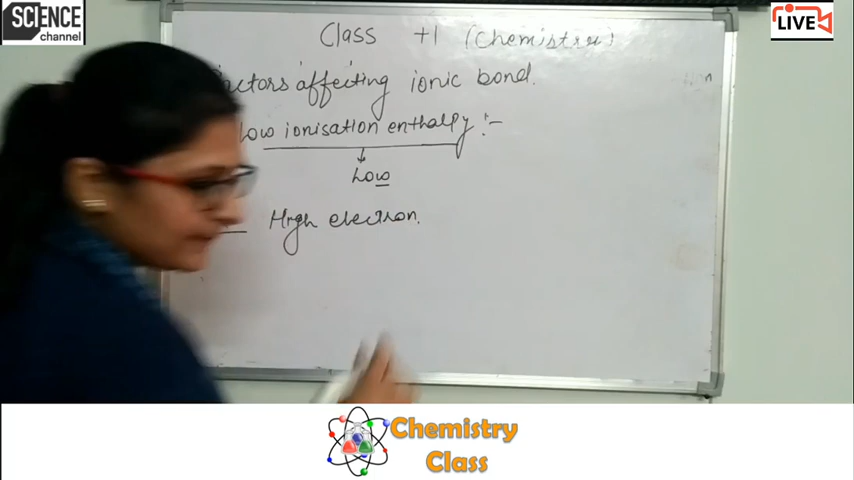 SCIENCE
channel
LIVE
Class +1 (Chemistry)
actors affecting ionic bond.
Low ionisation enthalpy :-
Low
High electron.
Chemistry
Class